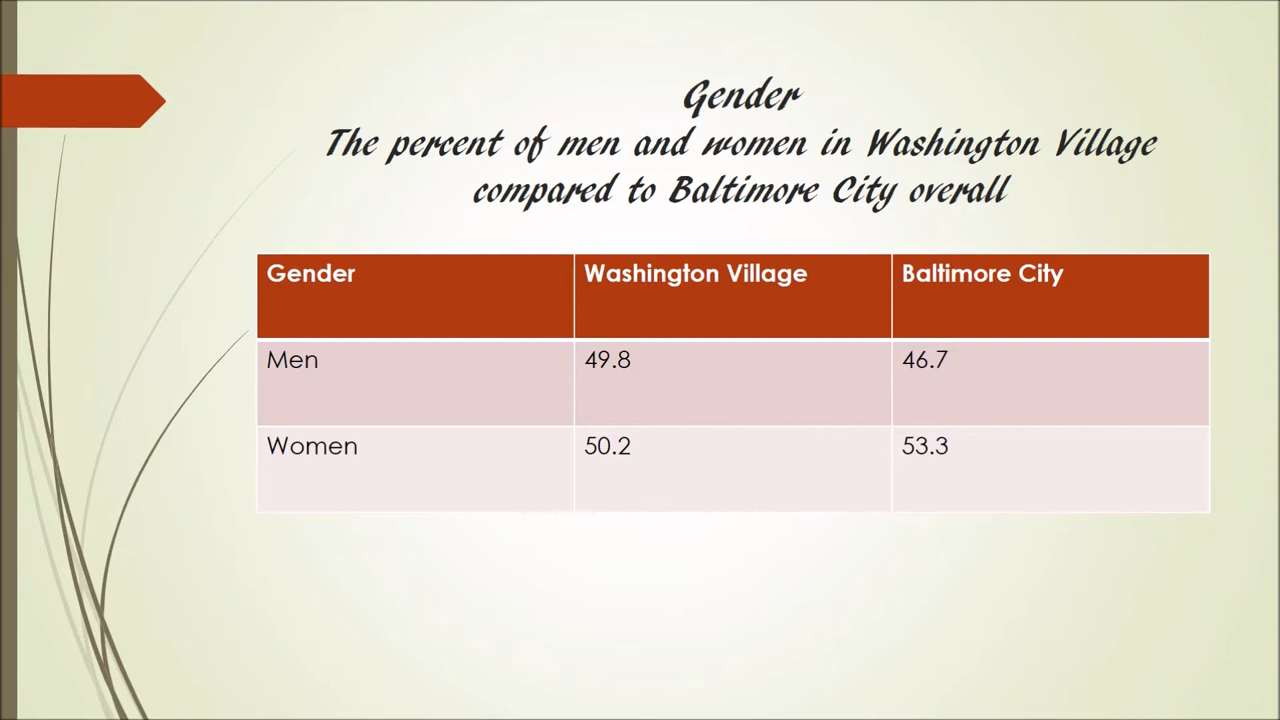 Gender
The percent of men and women in Washington Village
compared to Baltimore City overall
Gender Washington Village Baltimore City
Men 49.8 46.7
Women 50.2 53.3